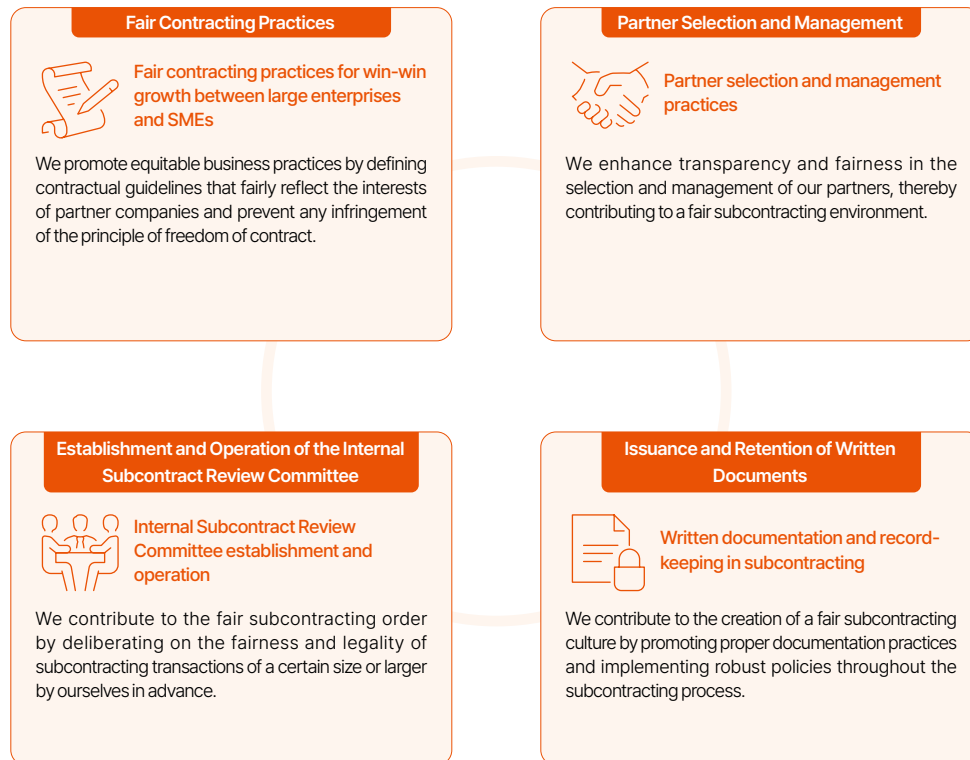 Fair Contracting Practices
Fair contracting practices for win-win
growth between large enterprises
and SMEs
We promote equitable business practices by defining
contractual guidelines that fairly reflect the interests
of partner companies and prevent any infringement
of the principle of freedom of contract.
Partner Selection and Management
Partner selection and management
practices
We enhance transparency and fairness in the
selection and management of our partners, thereby
contributing to a fair subcontracting environment.
Establishment and Operation of the Internal
Subcontract Review Committee
Internal Subcontract Review
Committee establishment and
operation
We contribute to the fair subcontracting order
by deliberating on the fairness and legality of
subcontracting transactions of a certain size or larger
by ourselves in advance.
Issuance and Retention of Written
Documents
Written documentation and record-
keeping in subcontracting
We contribute to the creation of a fair subcontracting
culture by promoting proper documentation practices
and implementing robust policies throughout the
subcontracting process.